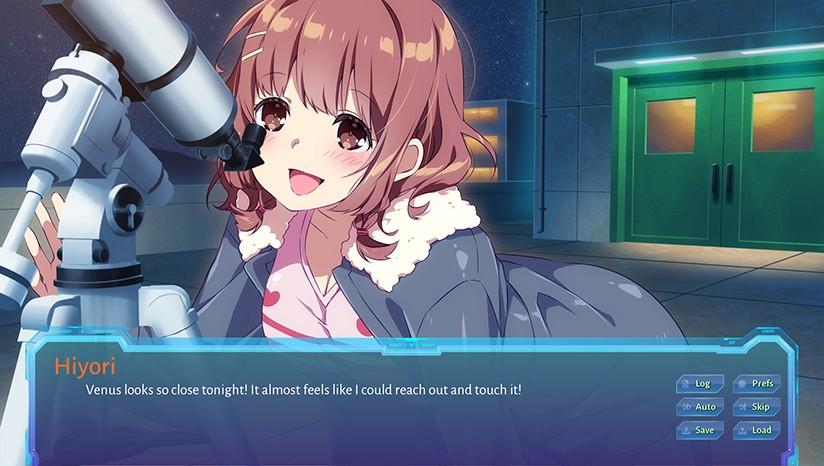 Hiyori
Venus looks so close tonight! It almost feels like I could reach out and touch it!
Log
Prefs
Auto
Skip
Save
Load